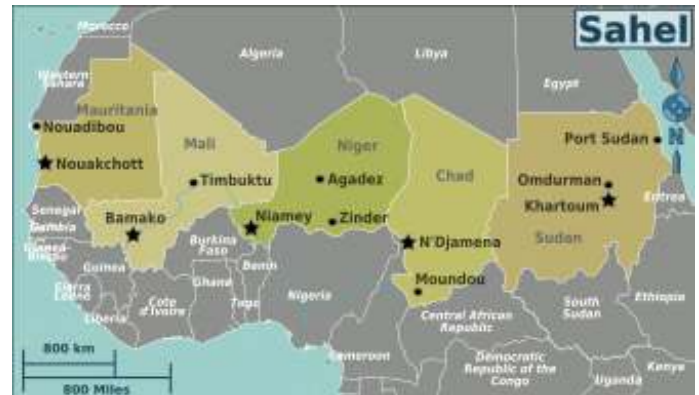 Sahel
Morocco
Algeria
Libya
Egypt
Western
Sahara
Mauritania
Nouadibou
Nouakchott
Mali
Timbuktu
Bamako
Niger
Agadez
Niamey
Zinder
Chad
N'Djamena
Moundou
Port Sudan
Omdurman
Khartoum
Sudan
Eritrea
Senegal
Gambia
Guinea-
Bissau
Guinea
Sierra
Leone
Liberia
Cote
d'Ivoire
Burkina
Faso
Ghana
Togo
Benin
Nigeria
Cameroon
Central African
Republic
South
Sudan
Ethiopia
Democratic
Republic of the
Congo
Uganda
Kenya
N
800 km
800 Miles